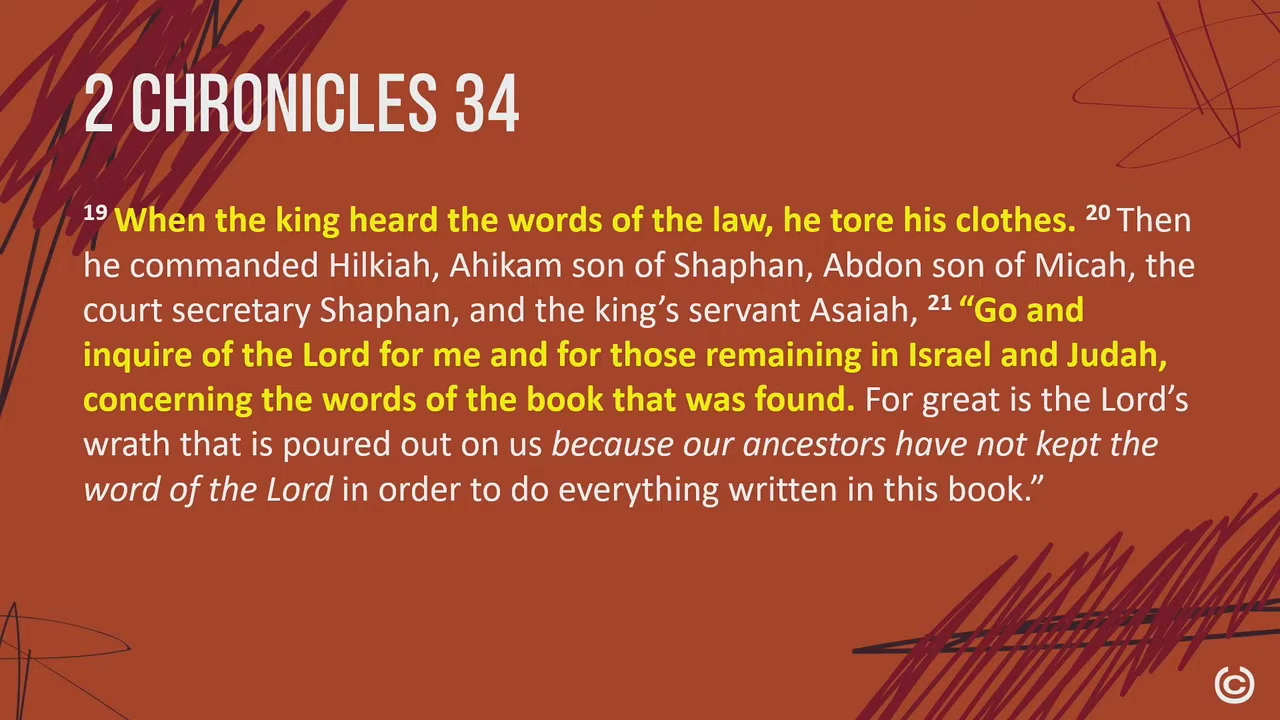 2 CHRONICLES 34
19 When the king heard the words of the law, he tore his clothes. 20 Then
he commanded Hilkiah, Ahikam son of Shaphan, Abdon son of Micah, the
court secretary Shaphan, and the king’s servant Asaiah, 21 “Go and
inquire of the Lord for me and for those remaining in Israel and Judah,
concerning the words of the book that was found. For great is the Lord’s
wrath that is poured out on us because our ancestors have not kept the
word of the Lord in order to do everything written in this book.”